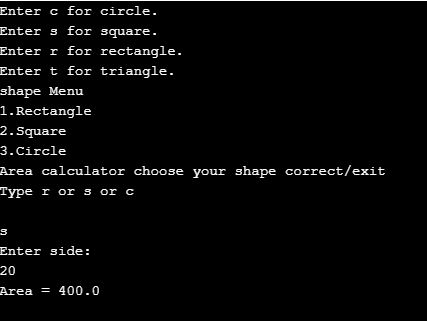 Enter c for circle.
Enter s for square.
Enter r for rectangle.
Enter t for triangle.
shape Menu
1.Rectangle
2.Square
3.Circle
Area calculator choose your shape correct/exit
Type r or s or c
s
Enter side:
20
Area = 400.0